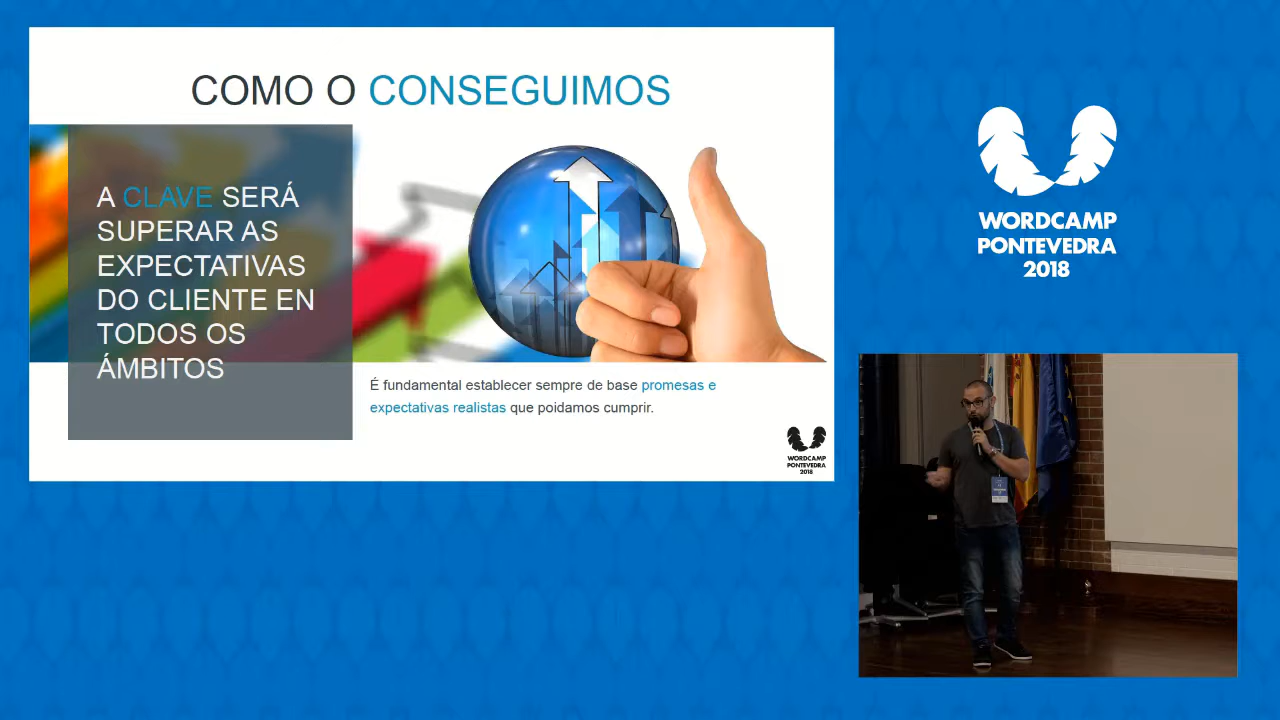 COMO O CONSEGUIMOS
A CLAVE SERÁ
SUPERAR AS
EXPECTATIVAS
DO CLIENTE EN
TODOS OS
ÁMBITOS
É fundamental establecer sempre de base promesas e
expectativas realistas que poidamos cumprir.
WORDCAMP
PONTEVEDRA
2018
WORDCAMP
PONTEVEDRA
2018